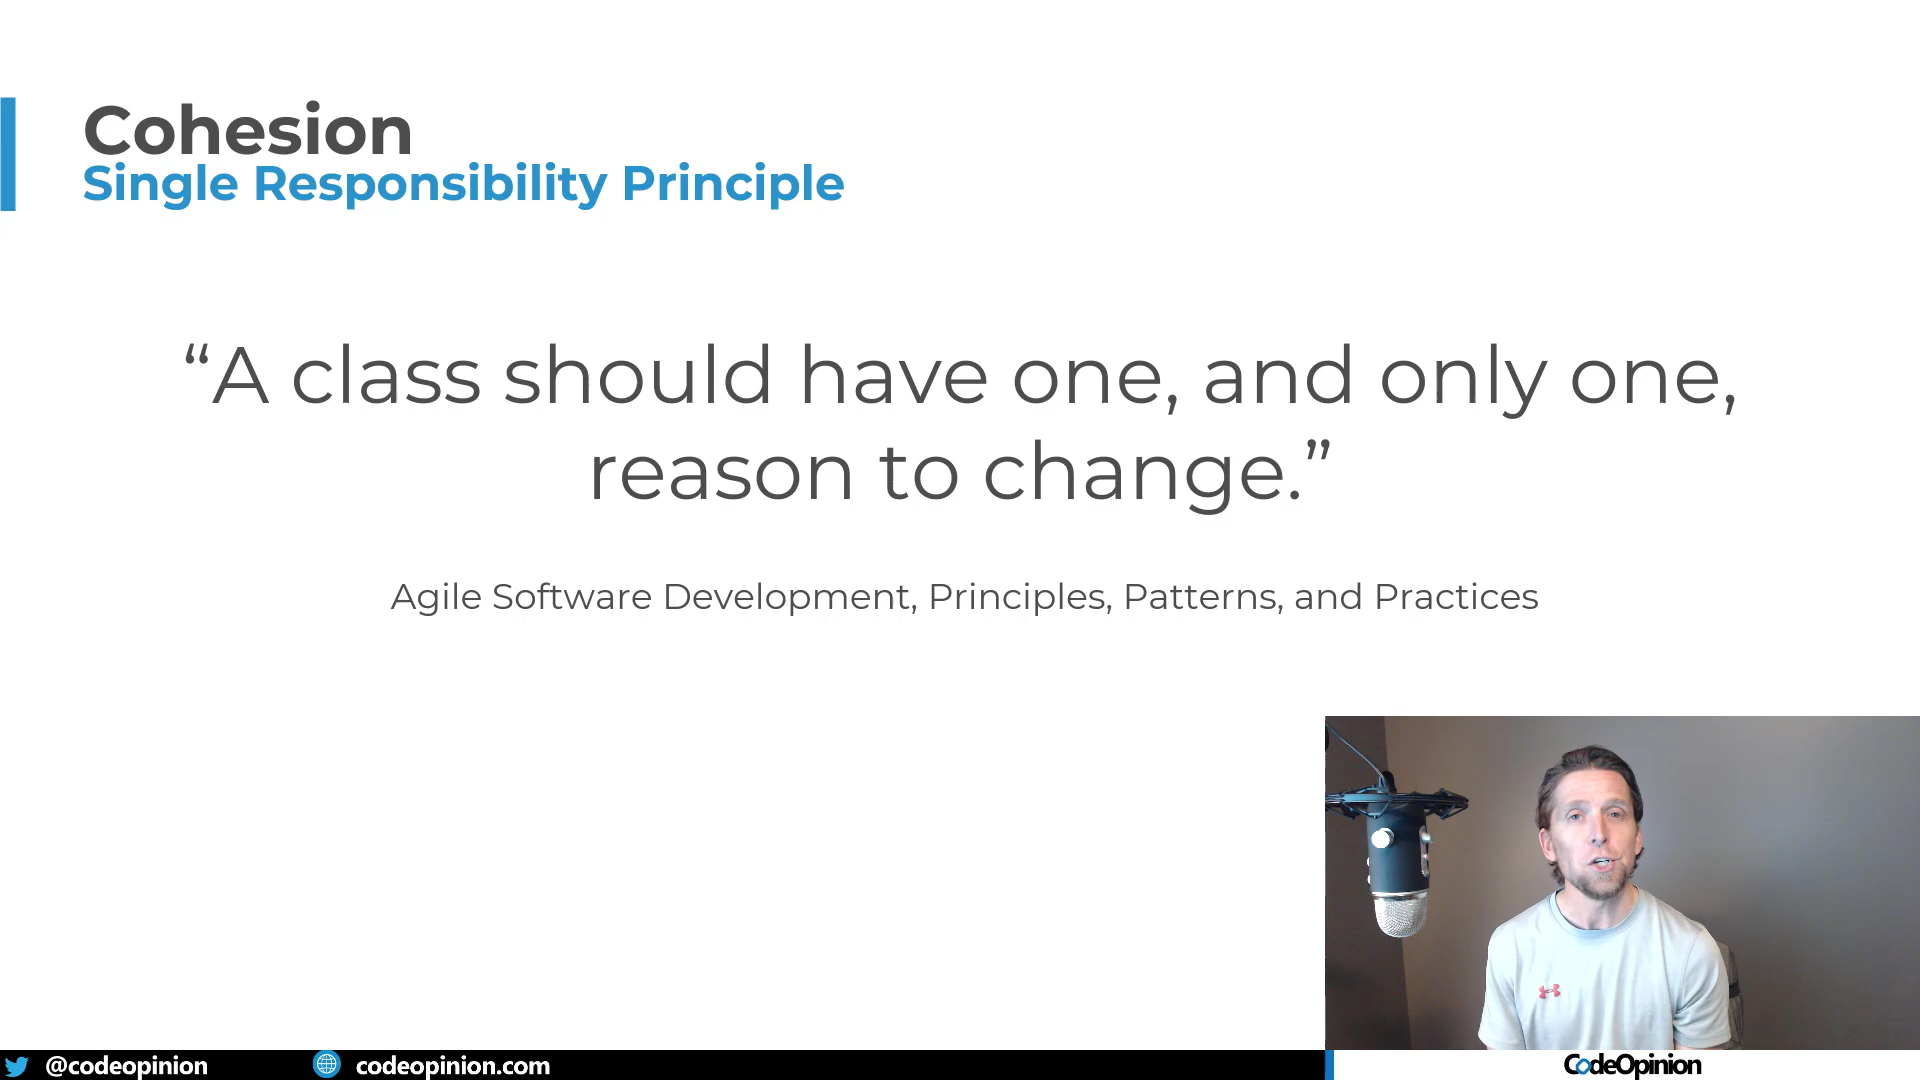 Cohesion
Single Responsibility Principle
“A class should have one, and only one,
reason to change.”
Agile Software Development, Principles, Patterns, and Practices
@codeopinion
codeopinion.com
CodeOpinion